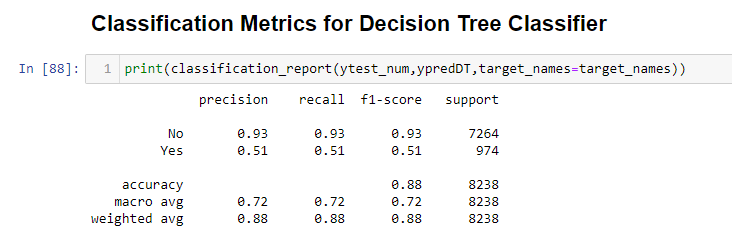 Classification Metrics for Decision Tree Classifier
In [88]: 1 print(classification_report(ytest_num,ypredDT,target_names=target_names))
precision recall f1-score support
No 0.93 0.93 0.93 7264
Yes 0.51 0.51 0.51 974
accuracy 0.88 8238
macro avg 0.72 0.72 0.72 8238
weighted avg 0.88 0.88 0.88 8238